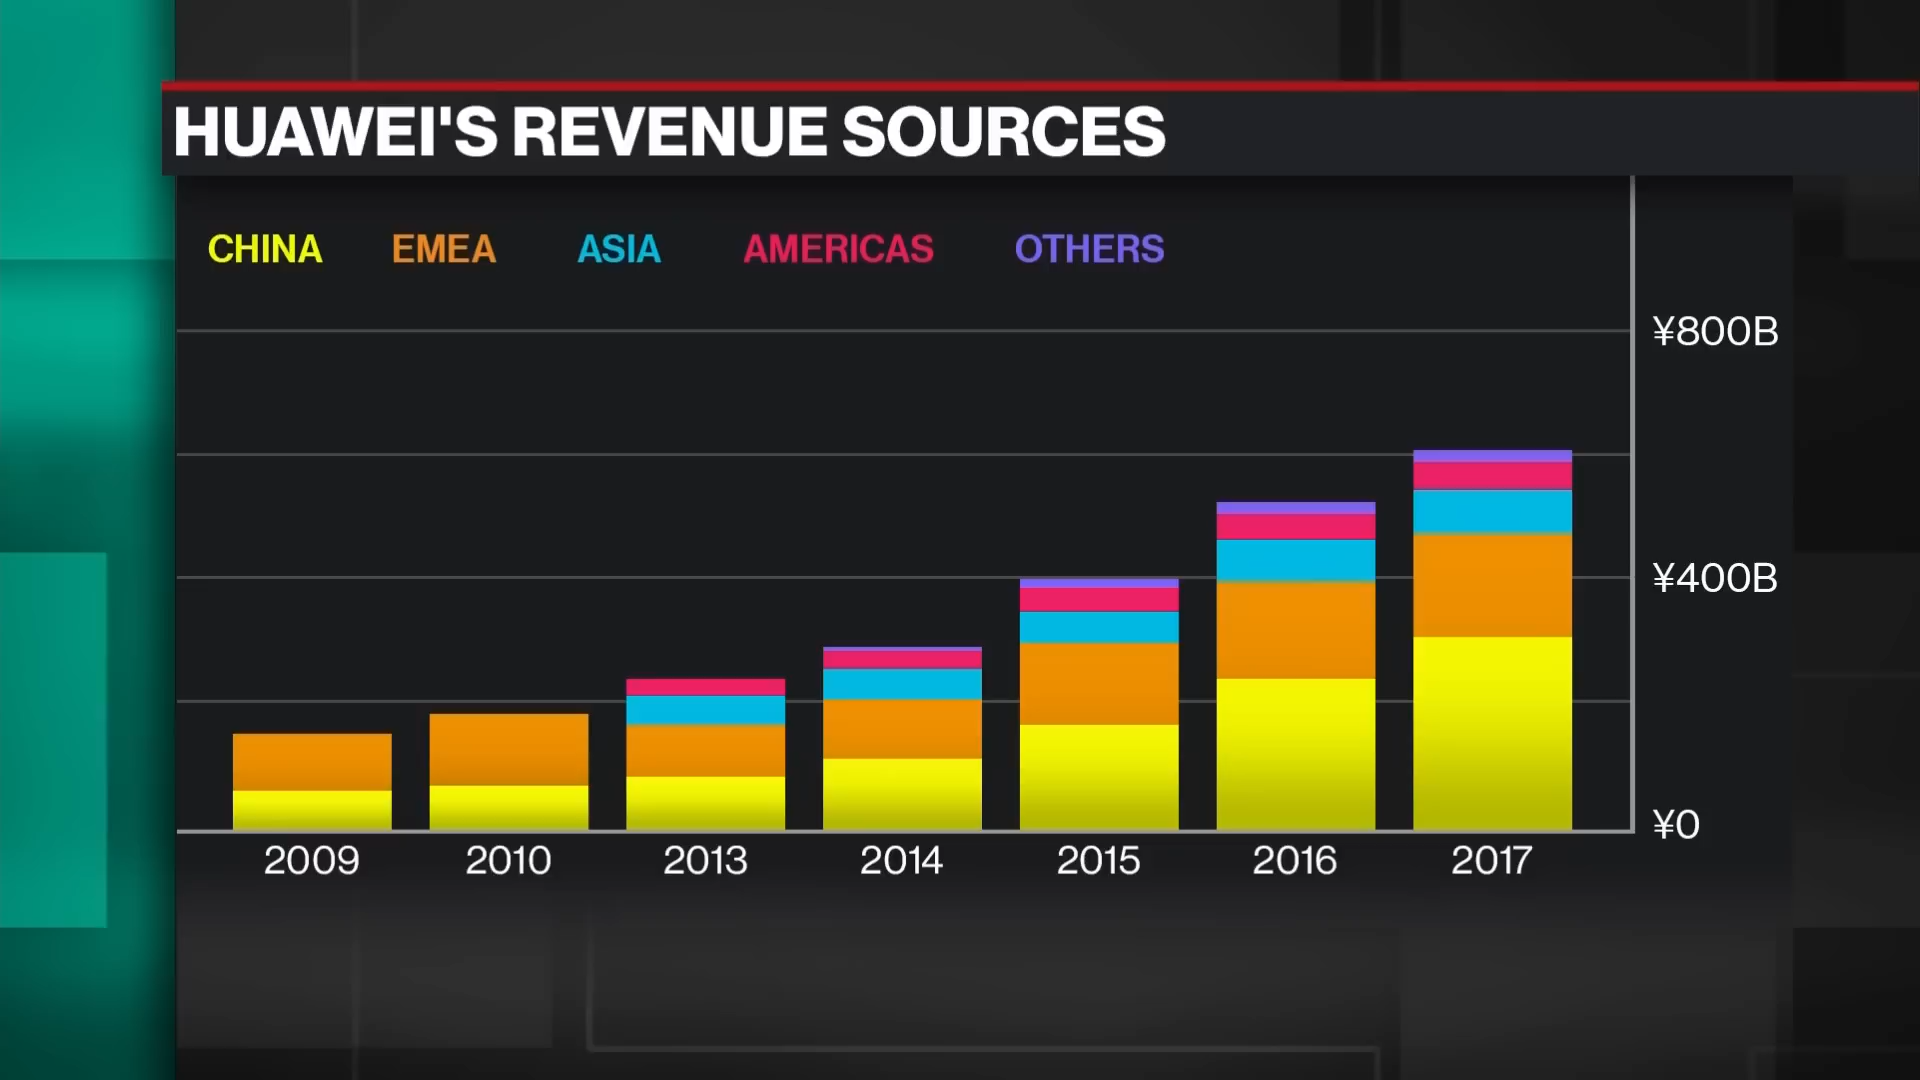 HUAWEI'S REVENUE SOURCES
CHINA EMEA ASIA AMERICAS OTHERS
¥800B
¥400B
¥0
2009 2010 2013 2014 2015 2016 2017